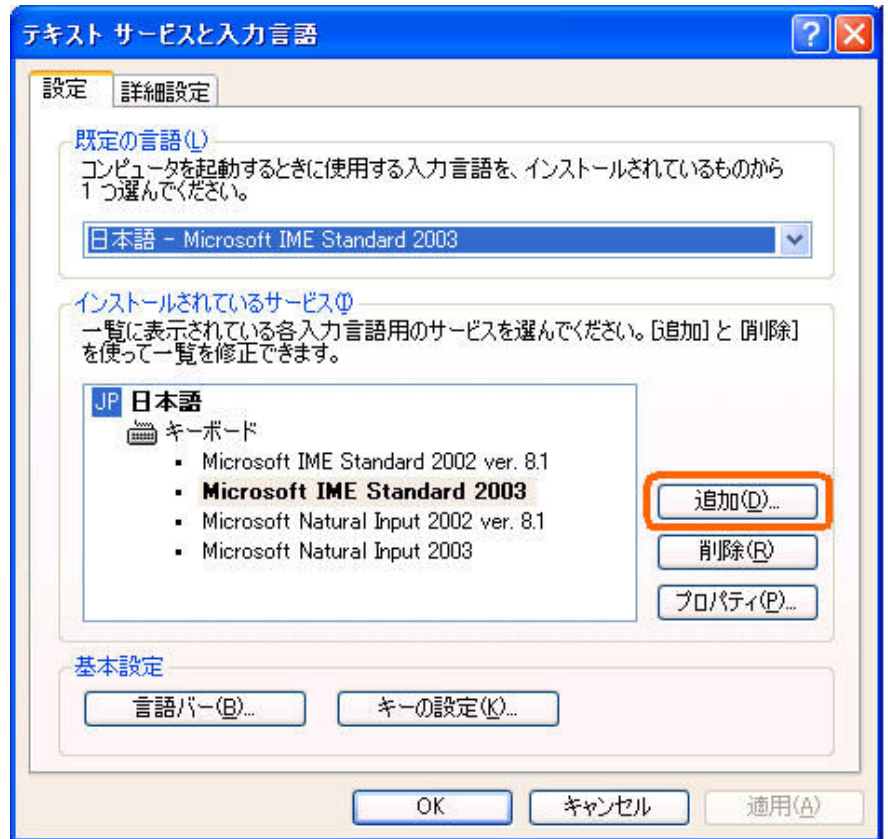 テキスト サービスと入力言語
設定
詳細設定
既定の言語(L)
コンピュータを起動するときに使用する入力言語を、インストールされているものから
1 つ選んでください。
日本語 - Microsoft IME Standard 2003
インストールされているサービス(I)
一覧に表示されている各入力言語用のサービスを選んでください。[追加] と [削除]
を使って一覧を修正できます。
JP 日本語
キーボード
Microsoft IME Standard 2002 ver. 8.1
Microsoft IME Standard 2003
Microsoft Natural Input 2002 ver. 8.1
Microsoft Natural Input 2003
追加(D)...
削除(R)
プロパティ(P)...
基本設定
言語バー(B)...
キーの設定(K)...
OK
キャンセル
適用(A)